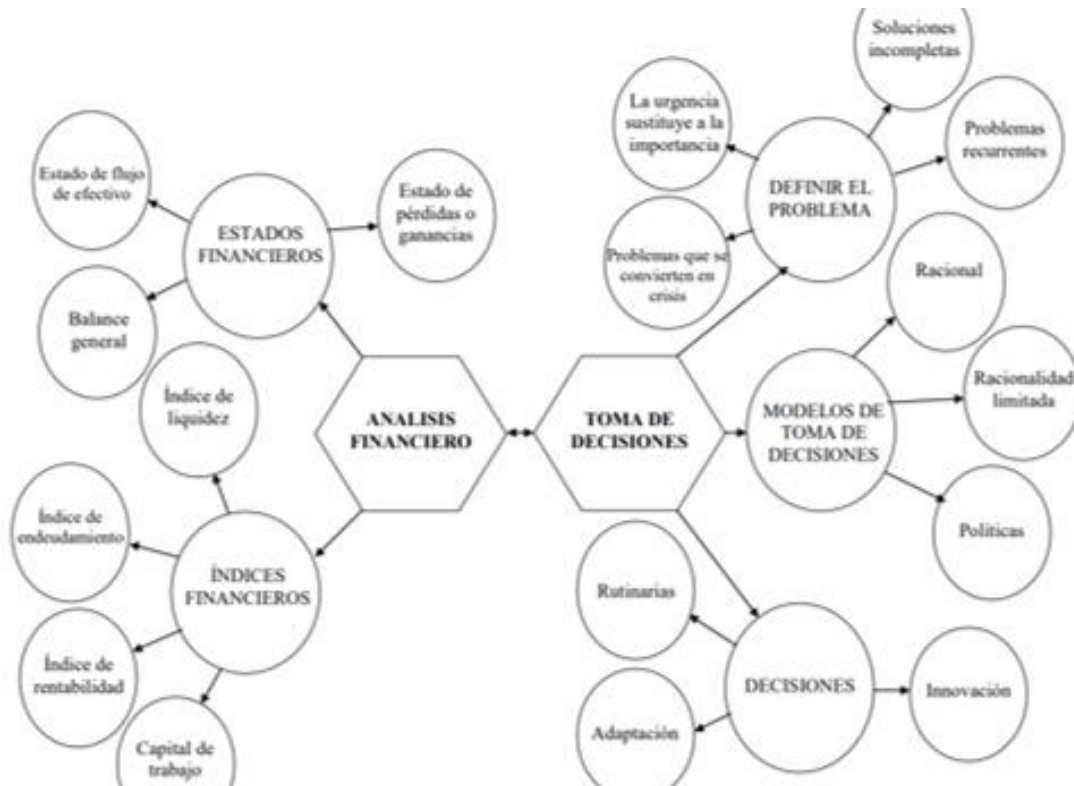 Soluciones
incompletas
La urgencia
sustituye a la
importancia
Problemas
recurrentes
DEFINIR EL
PROBLEMA
Problemas que se
convierten en
crisis
Estado de flujo
de efectivo
Estado de
pérdidas o
ganancias
ESTADOS
FINANCIEROS
Balance
general
Racional
Índice de
liquidez
ANALISIS
FINANCIERO
TOMA DE
DECISIONES
MODELOS DE
TOMA DE
DECISIONES
Racionalidad
limitada
Políticas
Índice de
endeudamiento
ÍNDICES
FINANCIEROS
Índice de
rentabilidad
Capital de
trabajo
Rutinarias
DECISIONES
Innovación
Adaptación